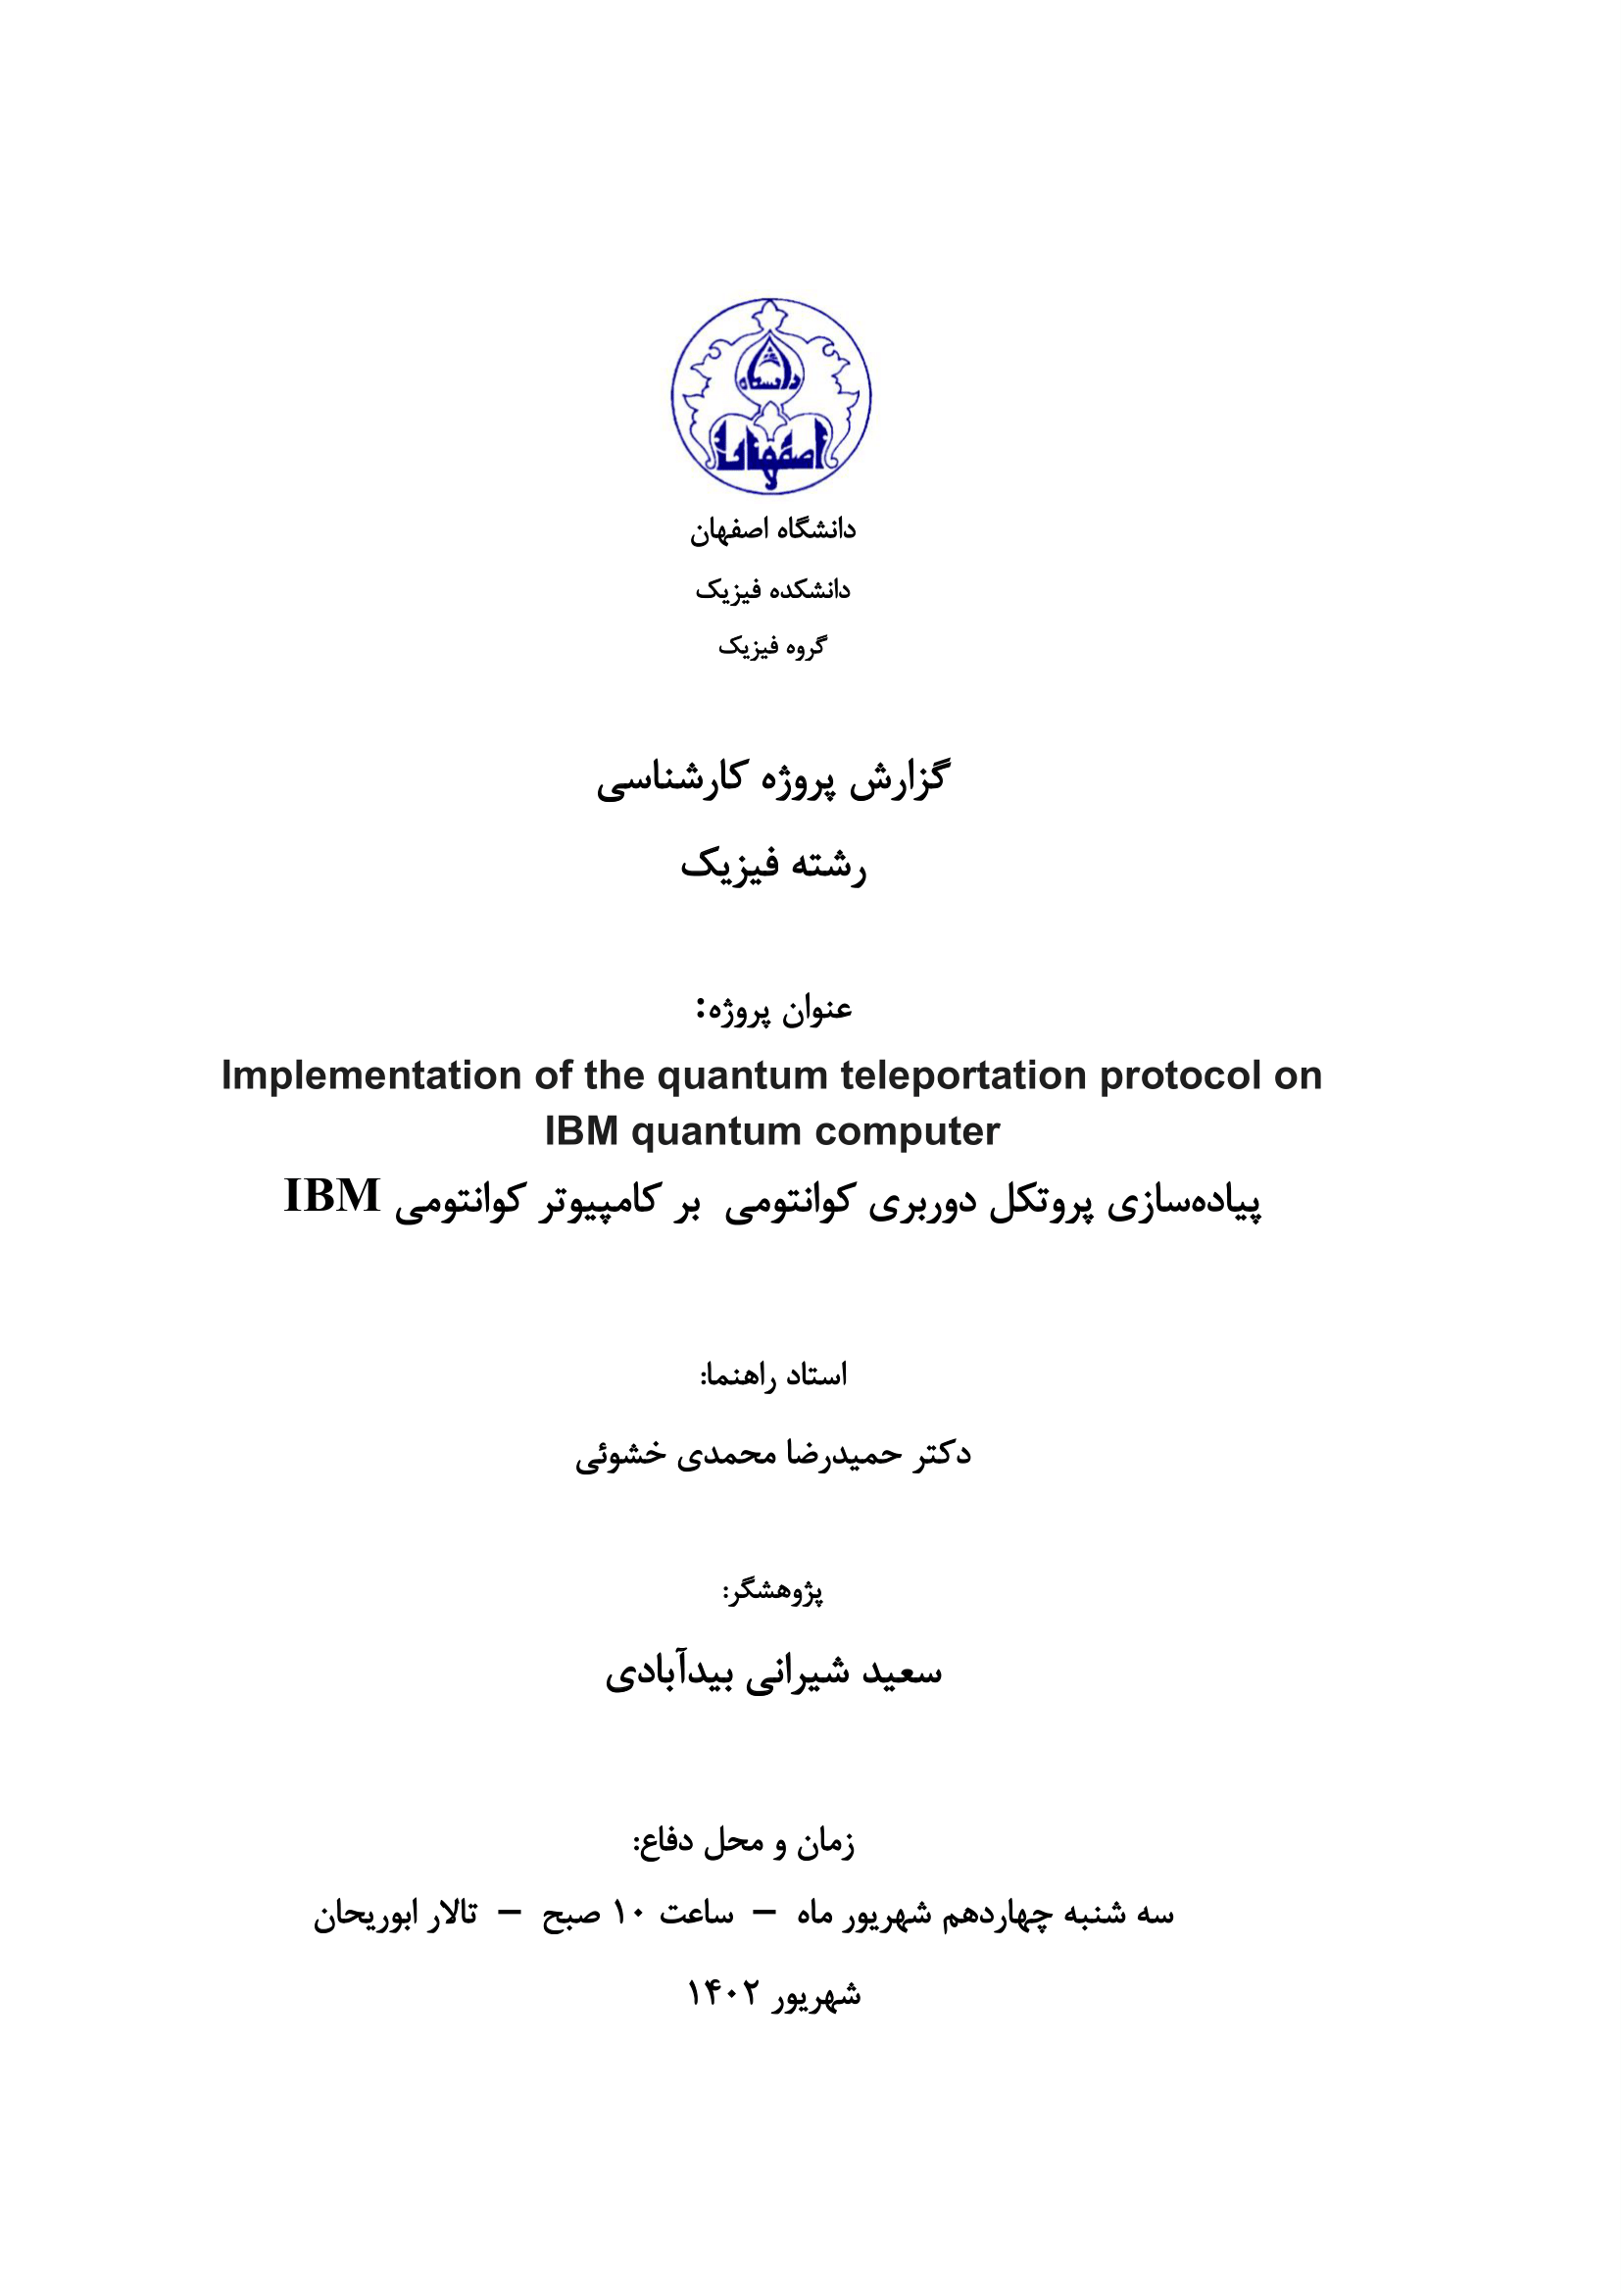 دانشگاه
اصفهان
دانشگاه اصفهان
دانشکده فیزیک
گروه فیزیک
گزارش پروژه کارشناسی
رشته فیزیک
عنوان پروژه:
Implementation of the quantum teleportation protocol on
IBM quantum computer
پیاده‌سازی پروتکل دوربری کوانتومی بر کامپیوتر کوانتومی IBM
استاد راهنما:
دکتر حمیدرضا محمدی خشوئی
پژوهشگر:
سعید شیرانی بیدآبادی
زمان و محل دفاع:
سه شنبه چهاردهم شهریور ماه – ساعت ۱۰ صبح – تالار ابوریحان
شهریور ۱۴۰۲